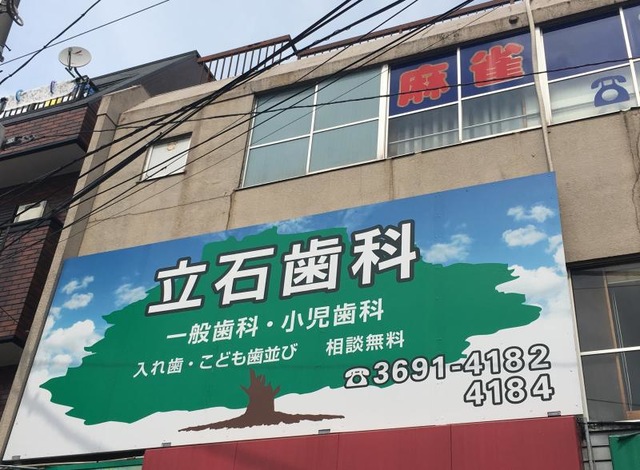 麻雀
立石歯科
一般歯科・小児歯科
入れ歯・こども歯並び 相談無料
☎3691-4182
4184